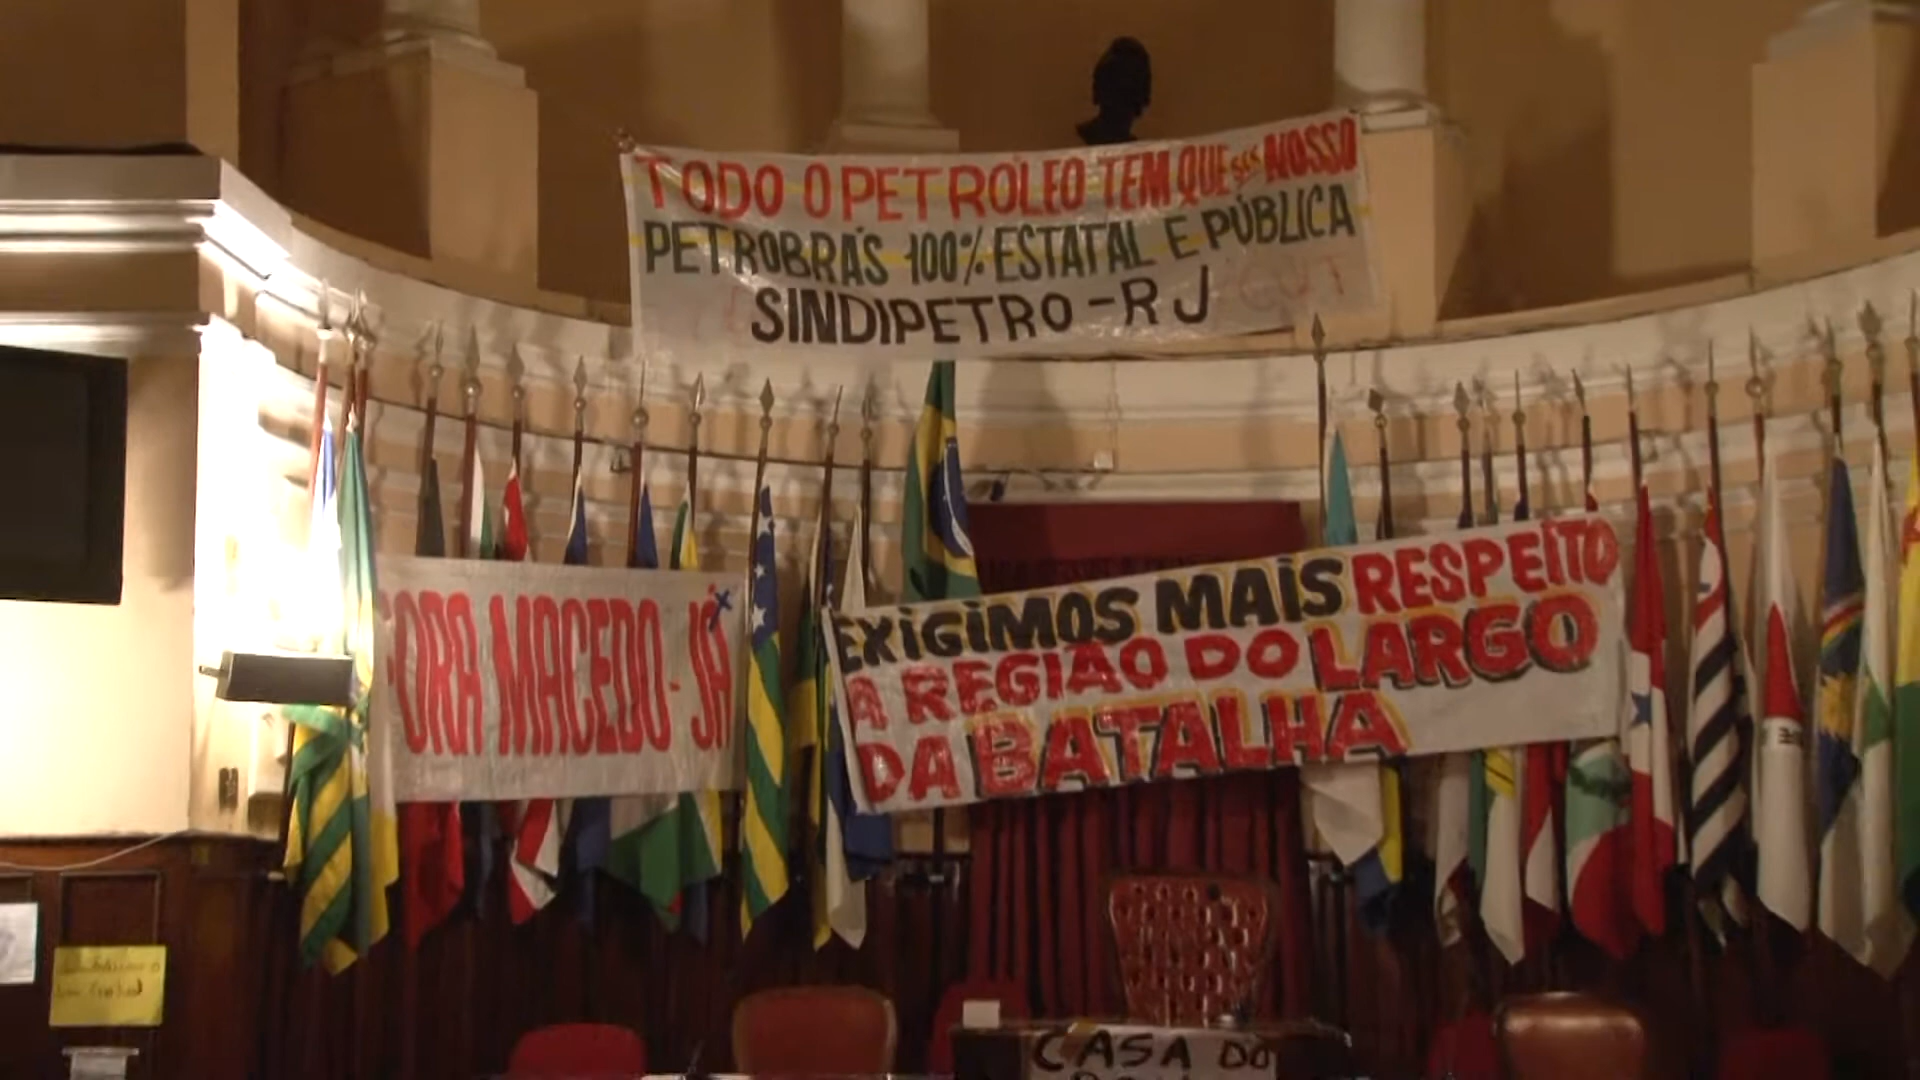 TODO O PETRÓLEO TEM QUE SER NOSSO
PETROBRÁS 100% ESTATAL E PÚBLICA
SINDIPETRO-RJ
CUT
FORA MACEDO-JÁ
EXIGIMOS MAIS RESPEITO
A REGIÃO DO LARGO
DA BATALHA
CASA DO